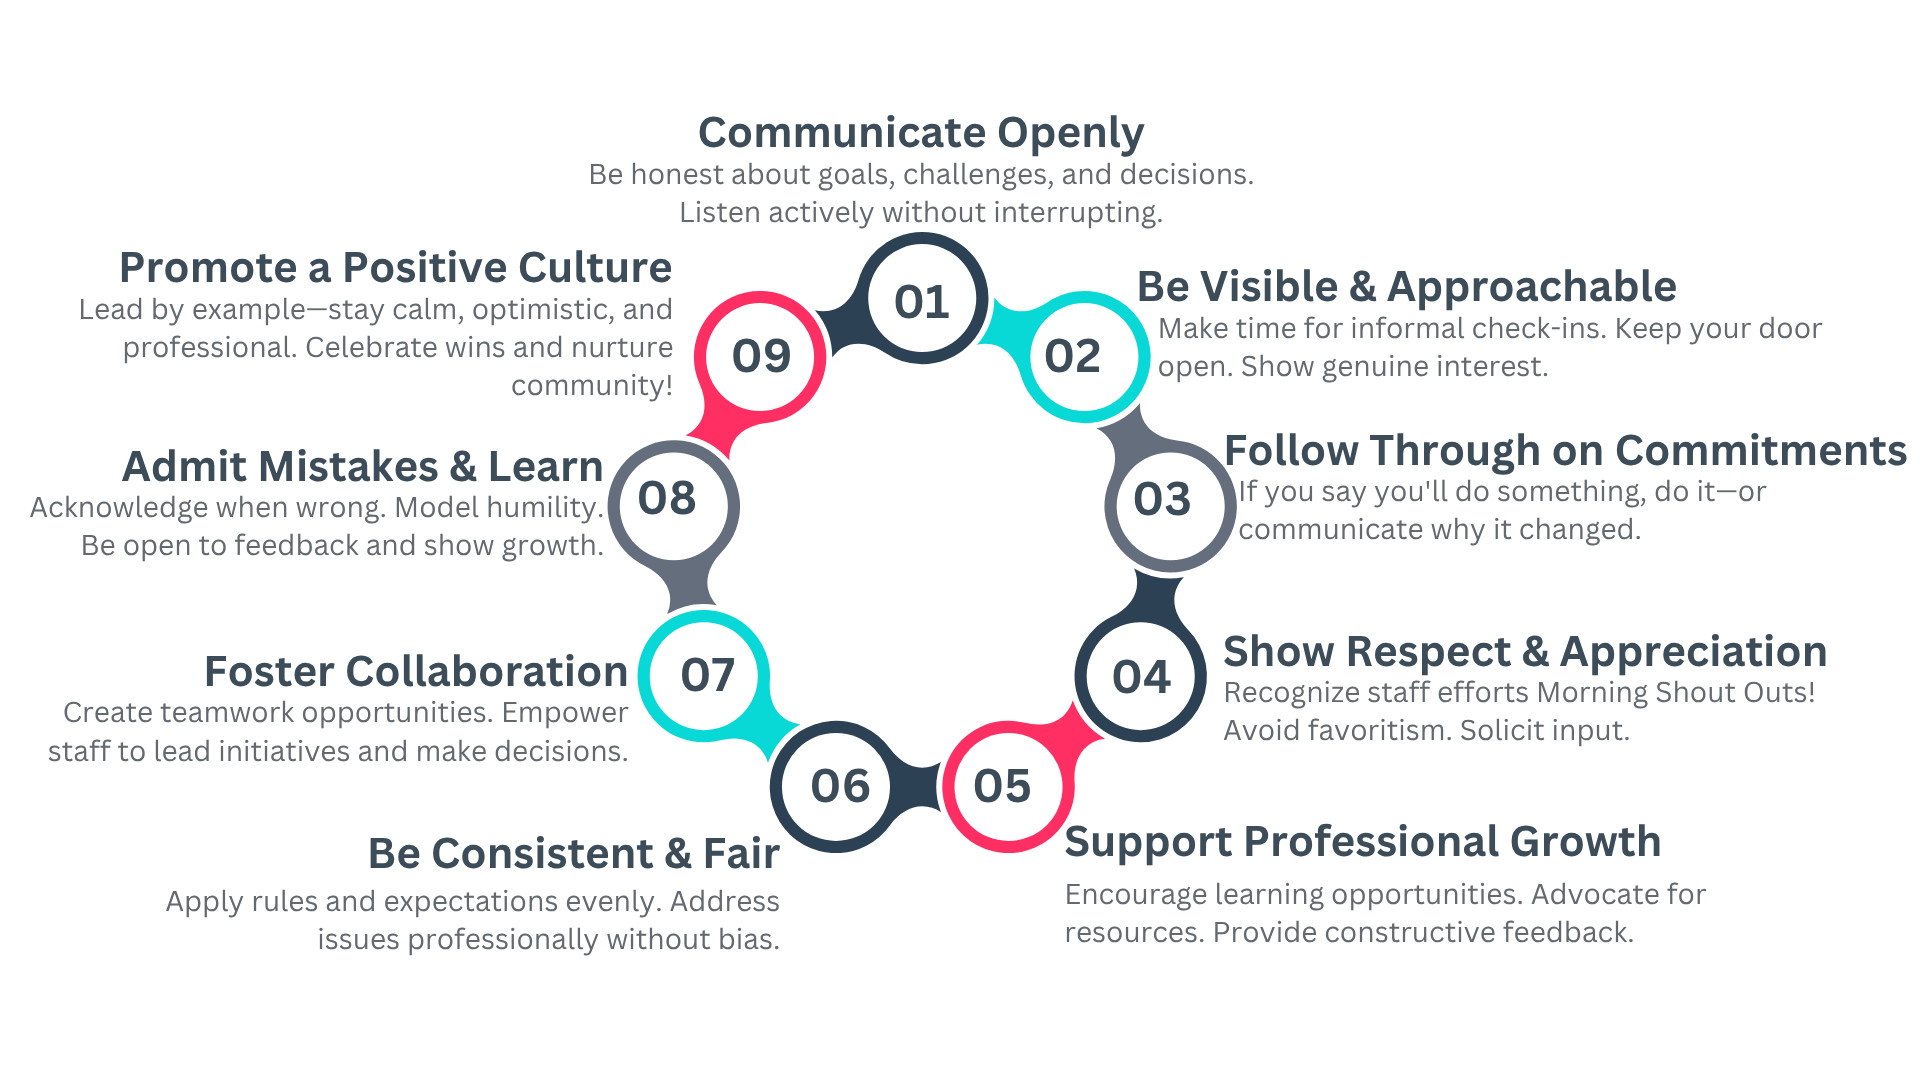 Communicate Openly
Be honest about goals, challenges, and decisions.
Listen actively without interrupting.
01
Be Visible & Approachable
Make time for informal check-ins. Keep your door
open. Show genuine interest.
02
Follow Through on Commitments
If you say you'll do something, do it—or
communicate why it changed.
03
Show Respect & Appreciation
Recognize staff efforts Morning Shout Outs!
Avoid favoritism. Solicit input.
04
Support Professional Growth
Encourage learning opportunities. Advocate for
resources. Provide constructive feedback.
05
Be Consistent & Fair
Apply rules and expectations evenly. Address
issues professionally without bias.
06
Foster Collaboration
Create teamwork opportunities. Empower
staff to lead initiatives and make decisions.
07
Admit Mistakes & Learn
Acknowledge when wrong. Model humility.
Be open to feedback and show growth.
08
Promote a Positive Culture
Lead by example—stay calm, optimistic, and
professional. Celebrate wins and nurture
community!
09